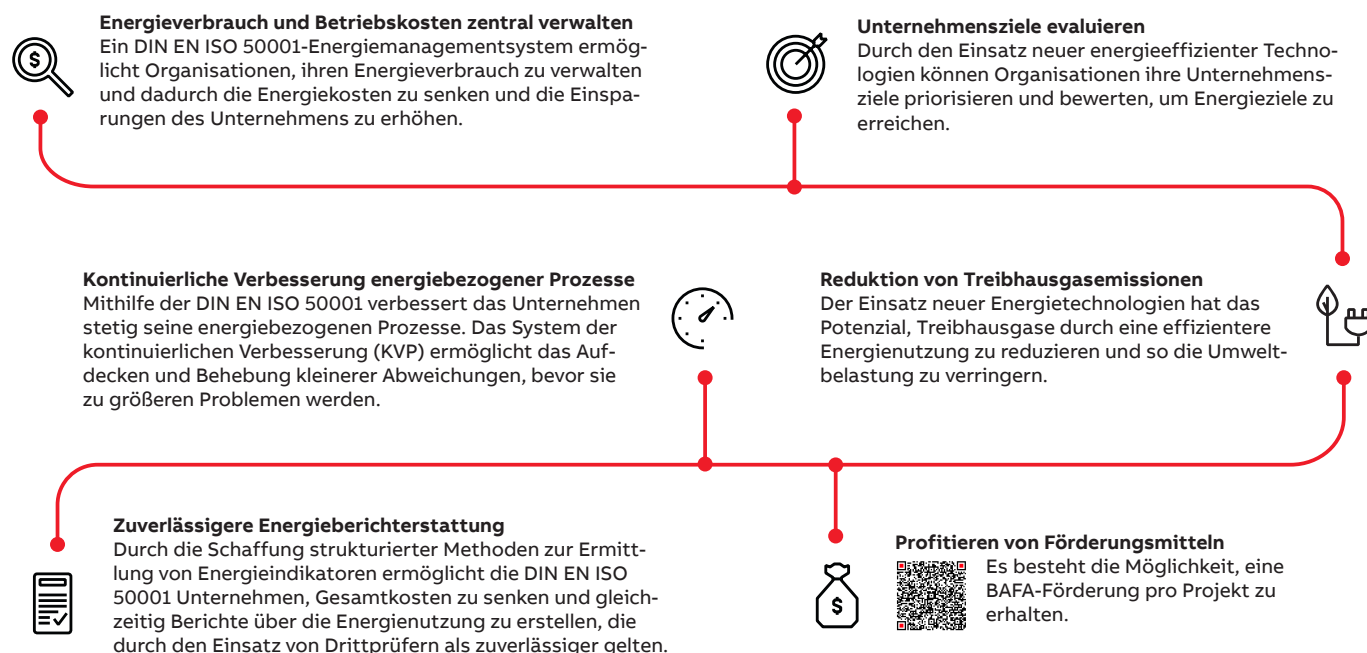 Energieverbrauch und Betriebskosten zentral verwalten
Ein DIN EN ISO 50001-Energiemanagementsystem ermög-
licht Organisationen, ihren Energieverbrauch zu verwalten
und dadurch die Energiekosten zu senken und die Einspa-
rungen des Unternehmens zu erhöhen.
Unternehmensziele evaluieren
Durch den Einsatz neuer energieeffizienter Techno-
logien können Organisationen ihre Unternehmens-
ziele priorisieren und bewerten, um Energieziele zu
erreichen.
Kontinuierliche Verbesserung energiebezogener Prozesse
Mithilfe der DIN EN ISO 50001 verbessert das Unternehmen
stetig seine energiebezogenen Prozesse. Das System der
kontinuierlichen Verbesserung (KVP) ermöglicht das Auf-
decken und Behebung kleinerer Abweichungen, bevor sie
zu größeren Problemen werden.
Reduktion von Treibhausgasemissionen
Der Einsatz neuer Energietechnologien hat das
Potenzial, Treibhausgase durch eine effizientere
Energienutzung zu reduzieren und so die Umwelt-
belastung zu verringern.
Zuverlässigere Energieberichterstattung
Durch die Schaffung strukturierter Methoden zur Ermitt-
lung von Energieindikatoren ermöglicht die DIN EN ISO
50001 Unternehmen, Gesamtkosten zu senken und gleich-
zeitig Berichte über die Energienutzung zu erstellen, die
durch den Einsatz von Drittprüfern als zuverlässiger gelten.
Profitieren von Förderungsmitteln
Es besteht die Möglichkeit, eine
BAFA-Förderung pro Projekt zu
erhalten.
$
$